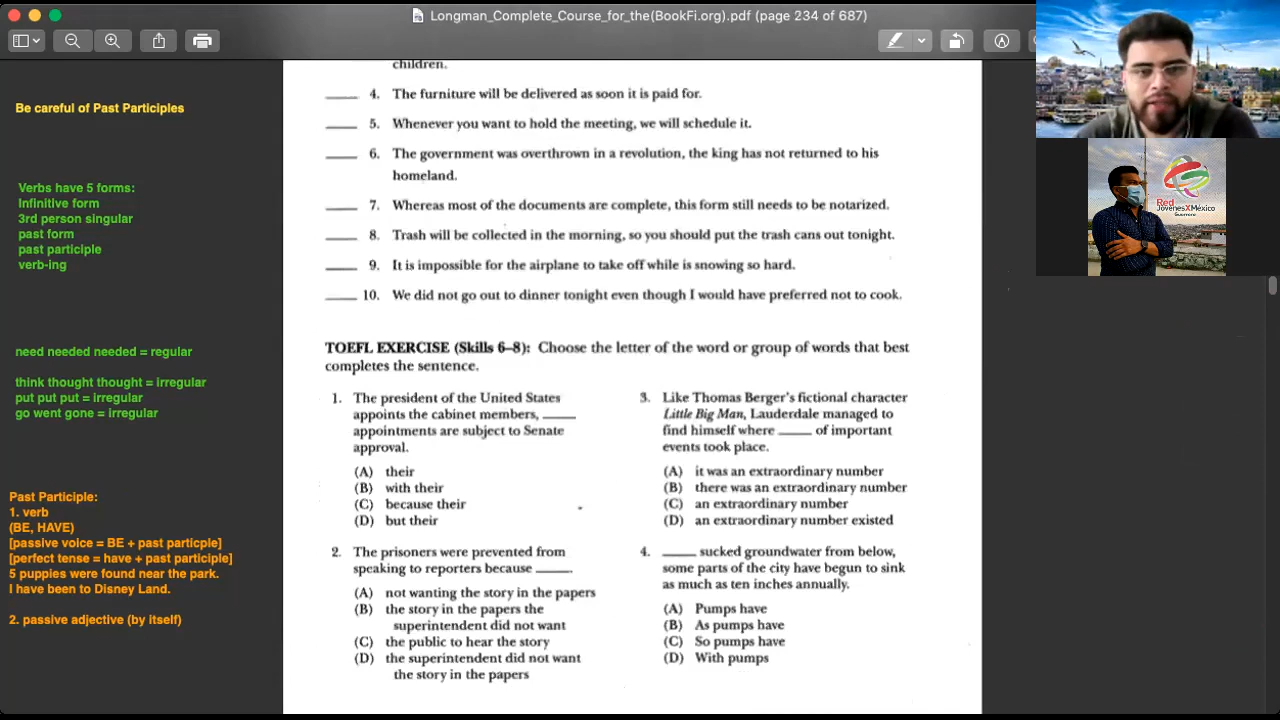 Longman_Complete_Course_for_the(BookFi.org).pdf (page 234 of 687)
Be careful of Past Participles
Verbs have 5 forms:
Infinitive form
3rd person singular
past form
past participle
verb-ing
need needed needed = regular
think thought thought = irregular
put put put = irregular
go went gone = irregular
Past Participle:
1. verb
(BE, HAVE)
[passive voice = BE + past particple]
[perfect tense = have + past participle]
5 puppies were found near the park.
I have been to Disney Land.
2. passive adjective (by itself)
children.
4. The furniture will be delivered as soon it is paid for.
5. Whenever you want to hold the meeting, we will schedule it.
6. The government was overthrown in a revolution, the king has not returned to his
homeland.
7. Whereas most of the documents are complete, this form still needs to be notarized.
8. Trash will be collected in the morning, so you should put the trash cans out tonight.
9. It is impossible for the airplane to take off while is snowing so hard.
10. We did not go out to dinner tonight even though I would have preferred not to cook.
TOEFL EXERCISE (Skills 6–8): Choose the letter of the word or group of words that best
completes the sentence.
1. The president of the United States
appoints the cabinet members, _____
appointments are subject to Senate
approval.
(A) their
(B) with their
(C) because their
(D) but their
2. The prisoners were prevented from
speaking to reporters because _____.
(A) not wanting the story in the papers
(B) the story in the papers the
superintendent did not want
(C) the public to hear the story
(D) the superintendent did not want
the story in the papers
3. Like Thomas Berger's fictional character
Little Big Man, Lauderdale managed to
find himself where _____ of important
events took place.
(A) it was an extraordinary number
(B) there was an extraordinary number
(C) an extraordinary number
(D) an extraordinary number existed
4. _____ sucked groundwater from below,
some parts of the city have begun to sink
as much as ten inches annually.
(A) Pumps have
(B) As pumps have
(C) So pumps have
(D) With pumps
Red
JóvenesXMéxico
Guerrero